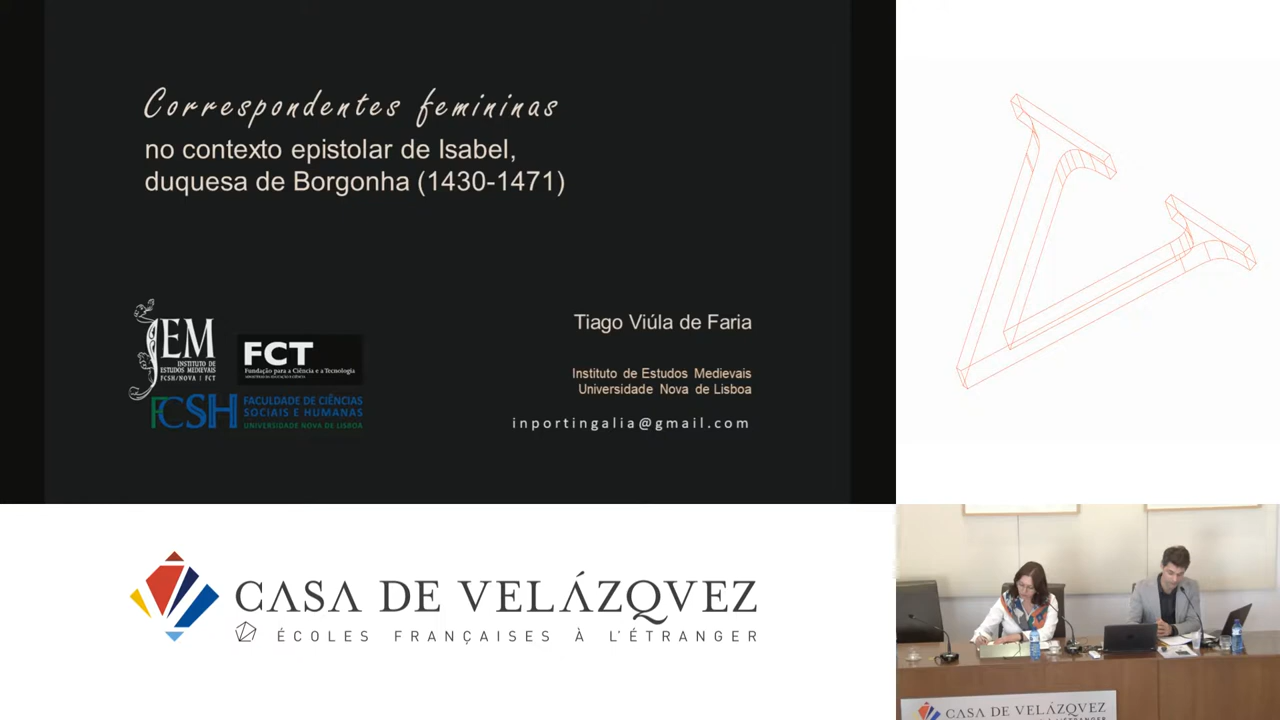 Correspondentes femininas
no contexto epistolar de Isabel,
duquesa de Borgonha (1430-1471)
IEM
INSTITUTO DE
ESTUDOS MEDIEVAIS
FCSH/NOVA | FCT
FCT
Fundação para a Ciência e a Tecnologia
FCSH
FACULDADE DE CIÊNCIAS
SOCIAIS E HUMANAS
UNIVERSIDADE NOVA DE LISBOA
Tiago Viúla de Faria
Instituto de Estudos Medievais
Universidade Nova de Lisboa
inportingalia@gmail.com
CASA DE VELÁZQVEZ
ÉCOLES FRANÇAISES À L'ÉTRANGER
CASA DE VELÁZQVEZ